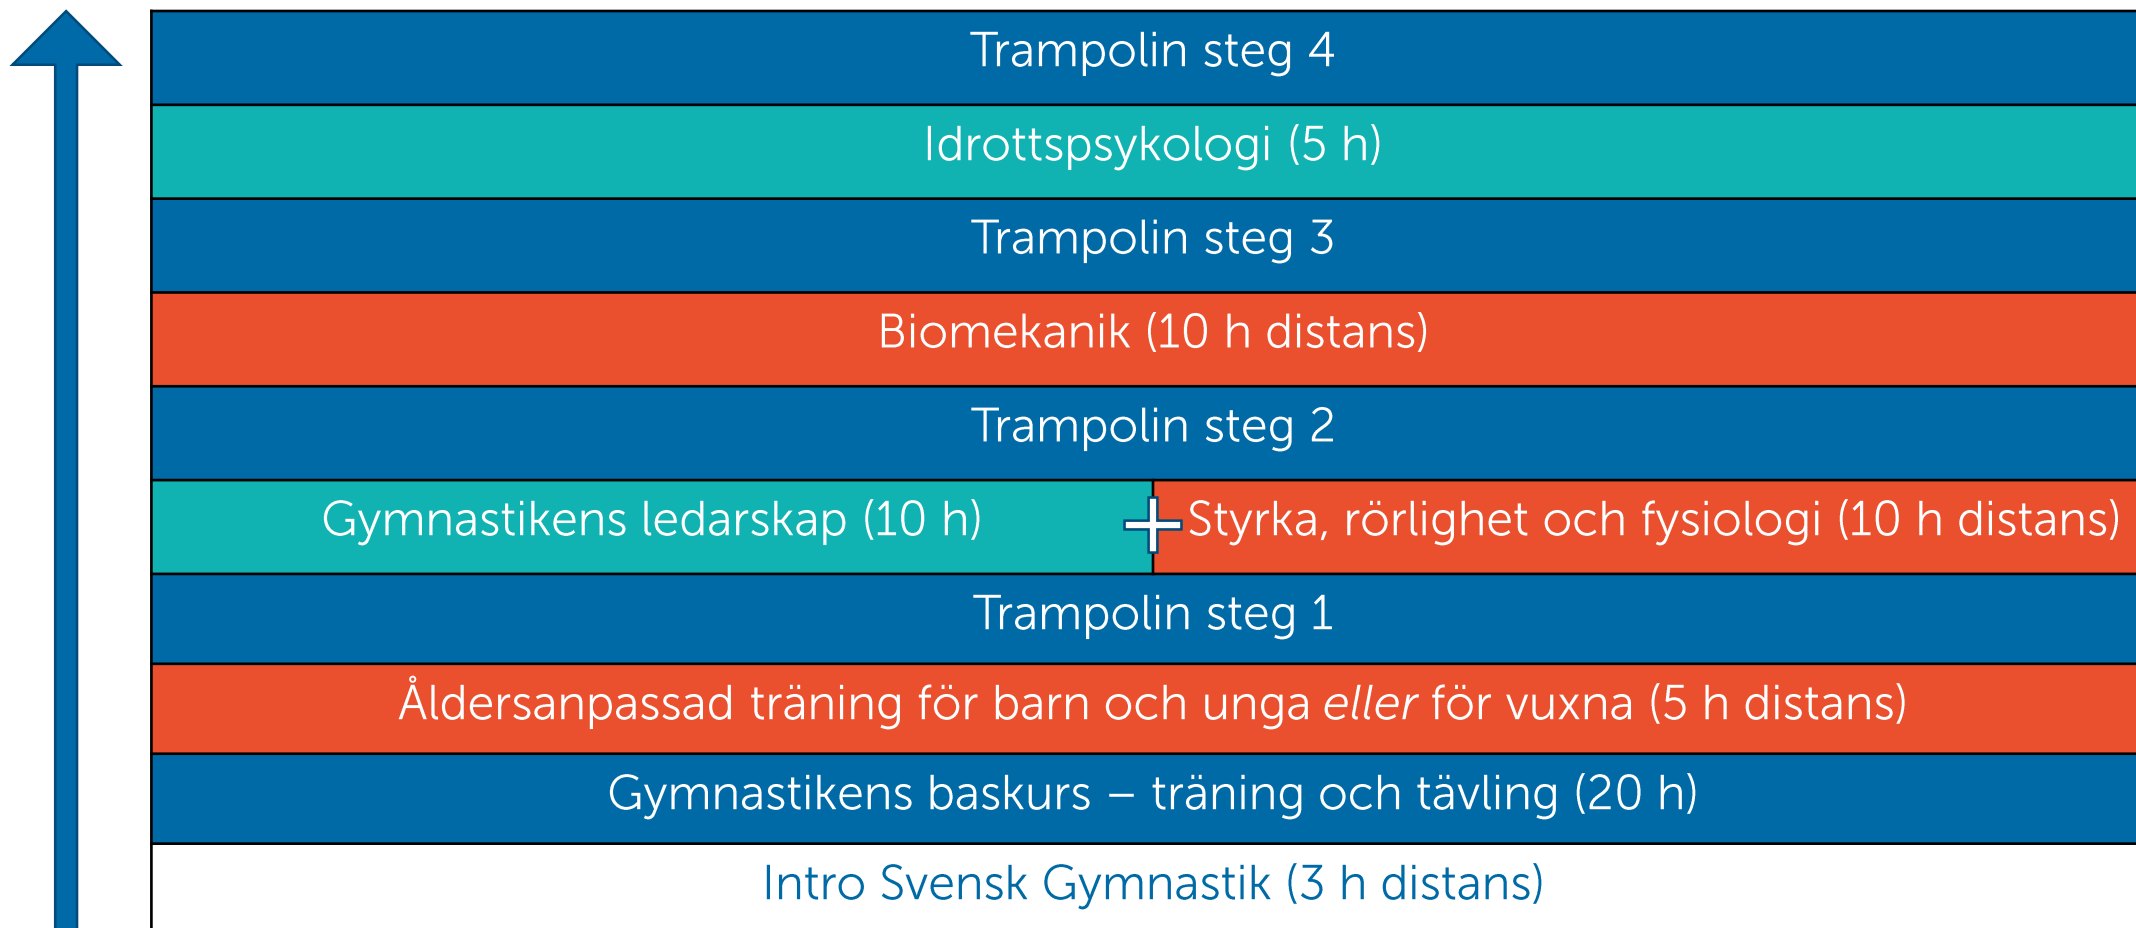 Trampolin steg 4
Idrottspsykologi (5 h)
Trampolin steg 3
Biomekanik (10 h distans)
Trampolin steg 2
Gymnastikens ledarskap (10 h)
Styrka, rörlighet och fysiologi (10 h distans)
Trampolin steg 1
Åldersanpassad träning för barn och unga eller för vuxna (5 h distans)
Gymnastikens baskurs – träning och tävling (20 h)
Intro Svensk Gymnastik (3 h distans)